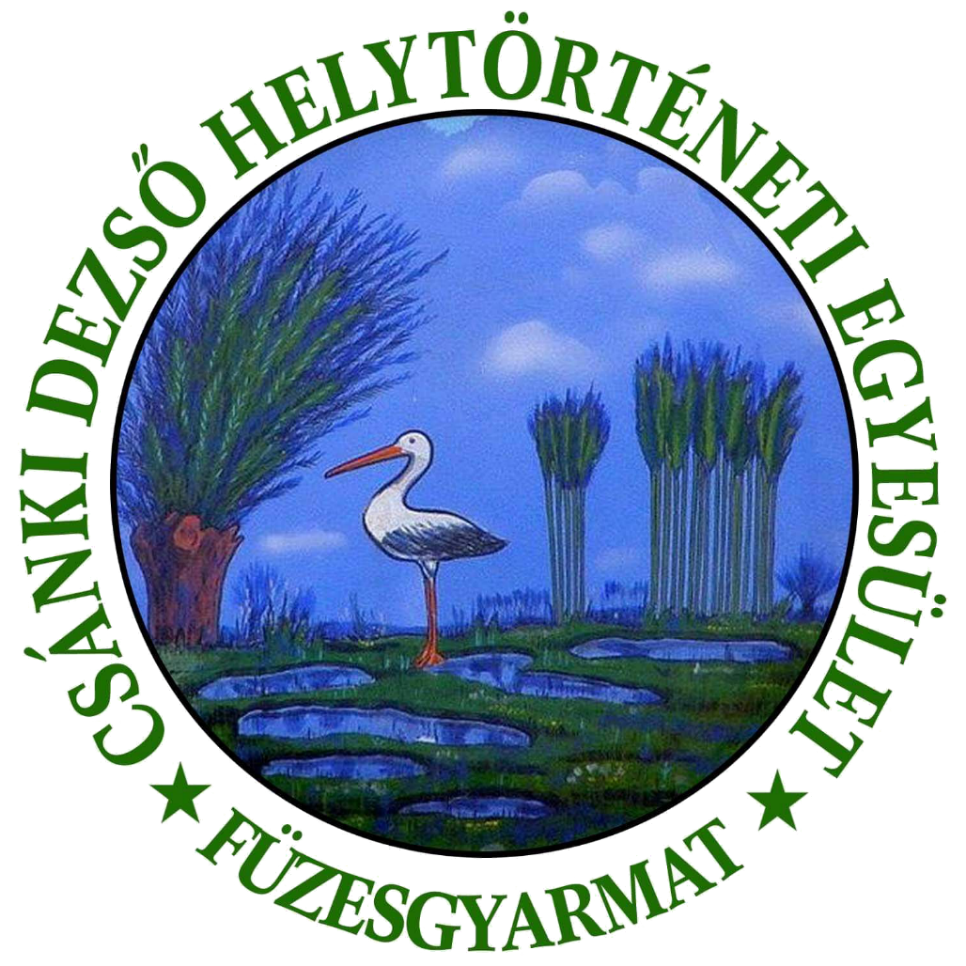 CSÁNKI DEZSŐ HELYTÖRTÉNETI EGYESÜLET
★ FÜZESGYARMAT ★